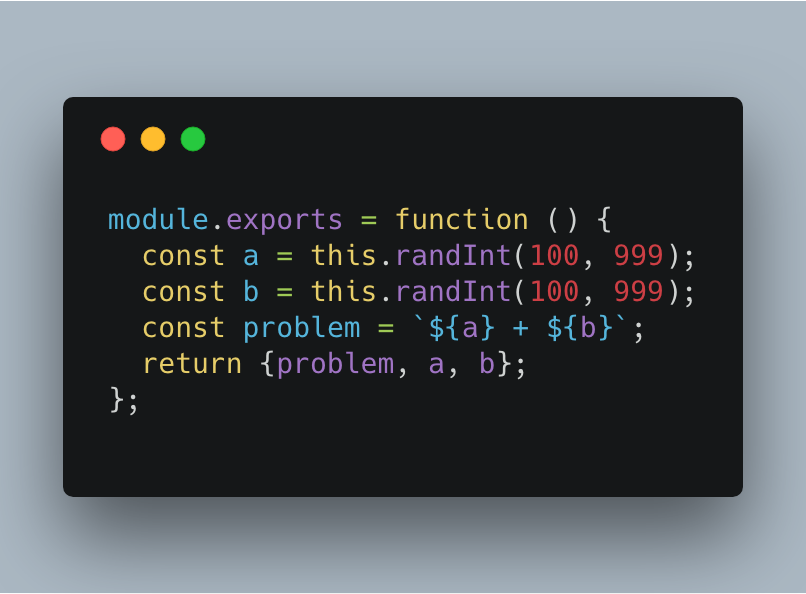 module.exports = function () {
  const a = this.randInt(100, 999);
  const b = this.randInt(100, 999);
  const problem = `${a} + ${b}`;
  return {problem, a, b};
};